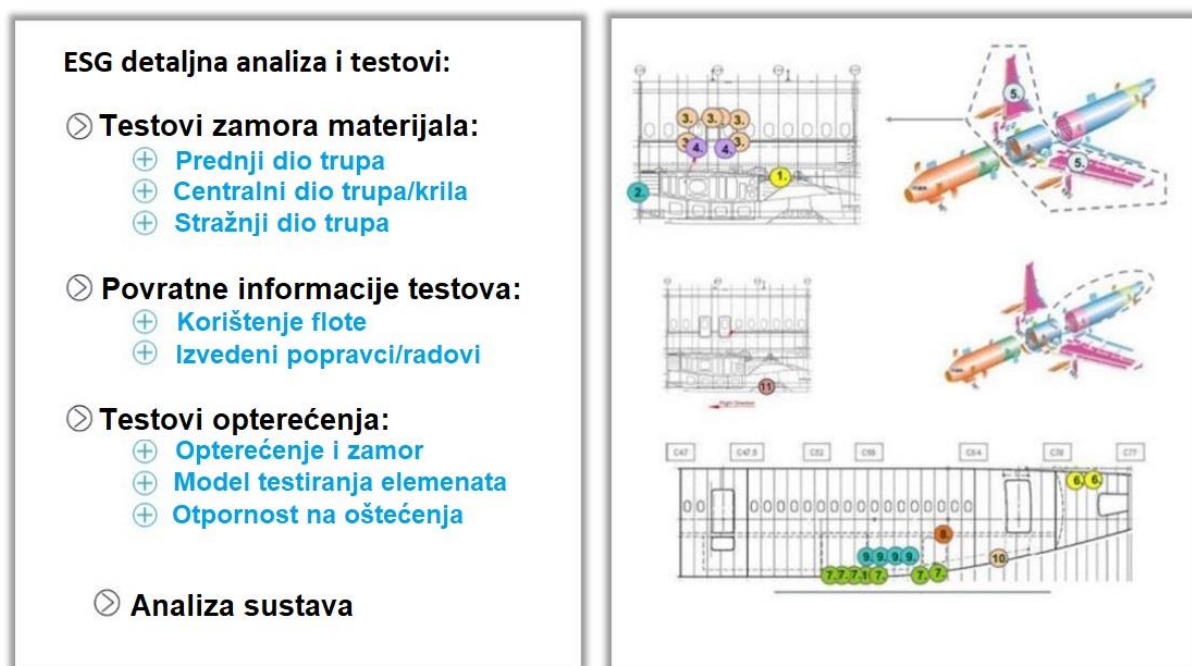 ESG detaljna analiza i testovi:
Testovi zamora materijala:
Prednji dio trupa
Centralni dio trupa/krila
Stražnji dio trupa
Povratne informacije testova:
Korištenje flote
Izvedeni popravci/radovi
Testovi opterećenja:
Opterećenje i zamor
Model testiranja elemenata
Otpornost na oštećenja
Analiza sustava
3. 3. 3.
3. 4. 4. 3.
1.
2.
5.
5.
11
Flight Direction
C47 C47.5 C52 C55 C64 C70 C77
6. 6.
8.
9. 9. 9. 9.
10
7. 7. 7. 1 7. 7. 7.